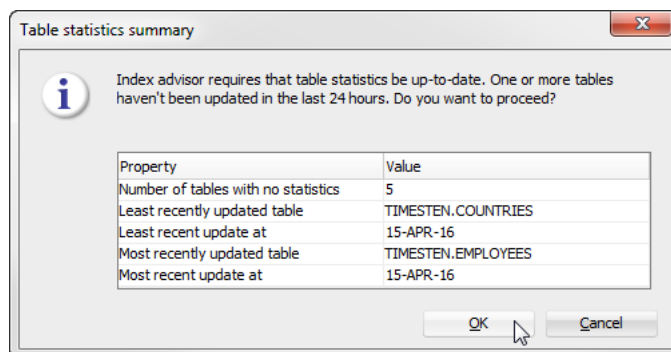 Table statistics summary
Index advisor requires that table statistics be up-to-date. One or more tables
haven't been updated in the last 24 hours. Do you want to proceed?
Property Value
Number of tables with no statistics 5
Least recently updated table TIMESTEN.COUNTRIES
Least recent update at 15-APR-16
Most recently updated table TIMESTEN.EMPLOYEES
Most recent update at 15-APR-16
OK Cancel